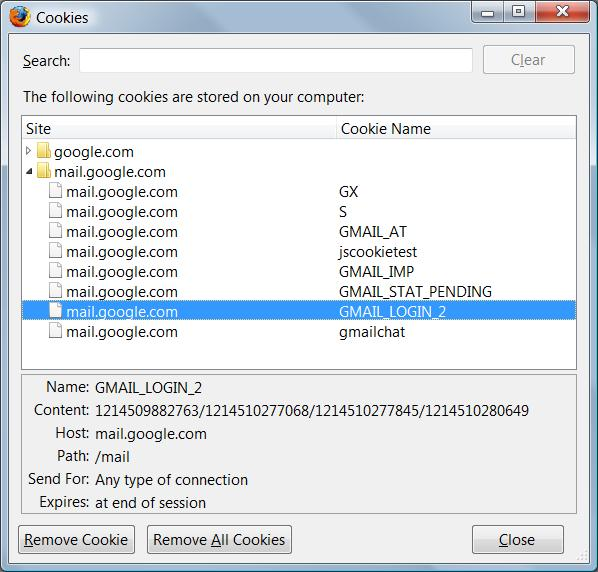 Cookies
Search: Clear
The following cookies are stored on your computer:
Site Cookie Name
google.com
mail.google.com
mail.google.com GX
mail.google.com S
mail.google.com GMAIL_AT
mail.google.com jscookietest
mail.google.com GMAIL_IMP
mail.google.com GMAIL_STAT_PENDING
mail.google.com GMAIL_LOGIN_2
mail.google.com gmailchat
Name: GMAIL_LOGIN_2
Content: 1214509882763/1214510277068/1214510277845/1214510280649
Host: mail.google.com
Path: /mail
Send For: Any type of connection
Expires: at end of session
Remove Cookie Remove All Cookies Close